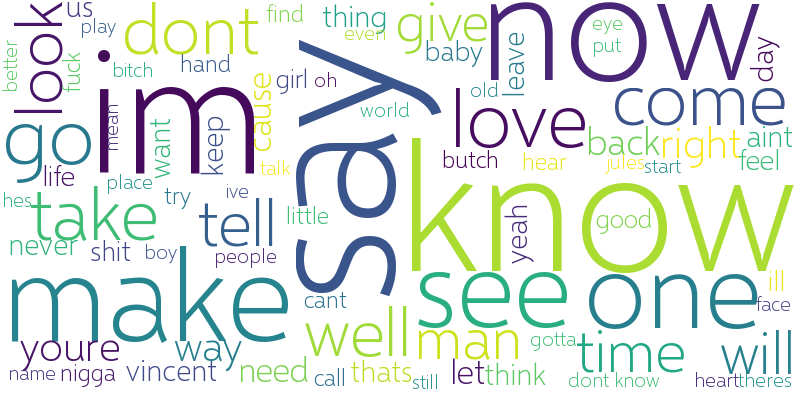 look
us
play
dont
find
thing
even
give
baby
now
eye
put
day
better
fuck
bitch
hand
girl
oh
leave
old
world
come
im
mean
want
keep
cause
say
love
back
right
aint
feel
go
life
talk
butch
hear
jules
start
hes
place
try
ive
take
tell
little
know
yeah
good
never
shit
boy
people
make
cant
see
one
ill
face
youre
way
well
man
gotta
time
will
name
nigga
vincent
need
call
thats
still
let
think
dont know
heart
theres